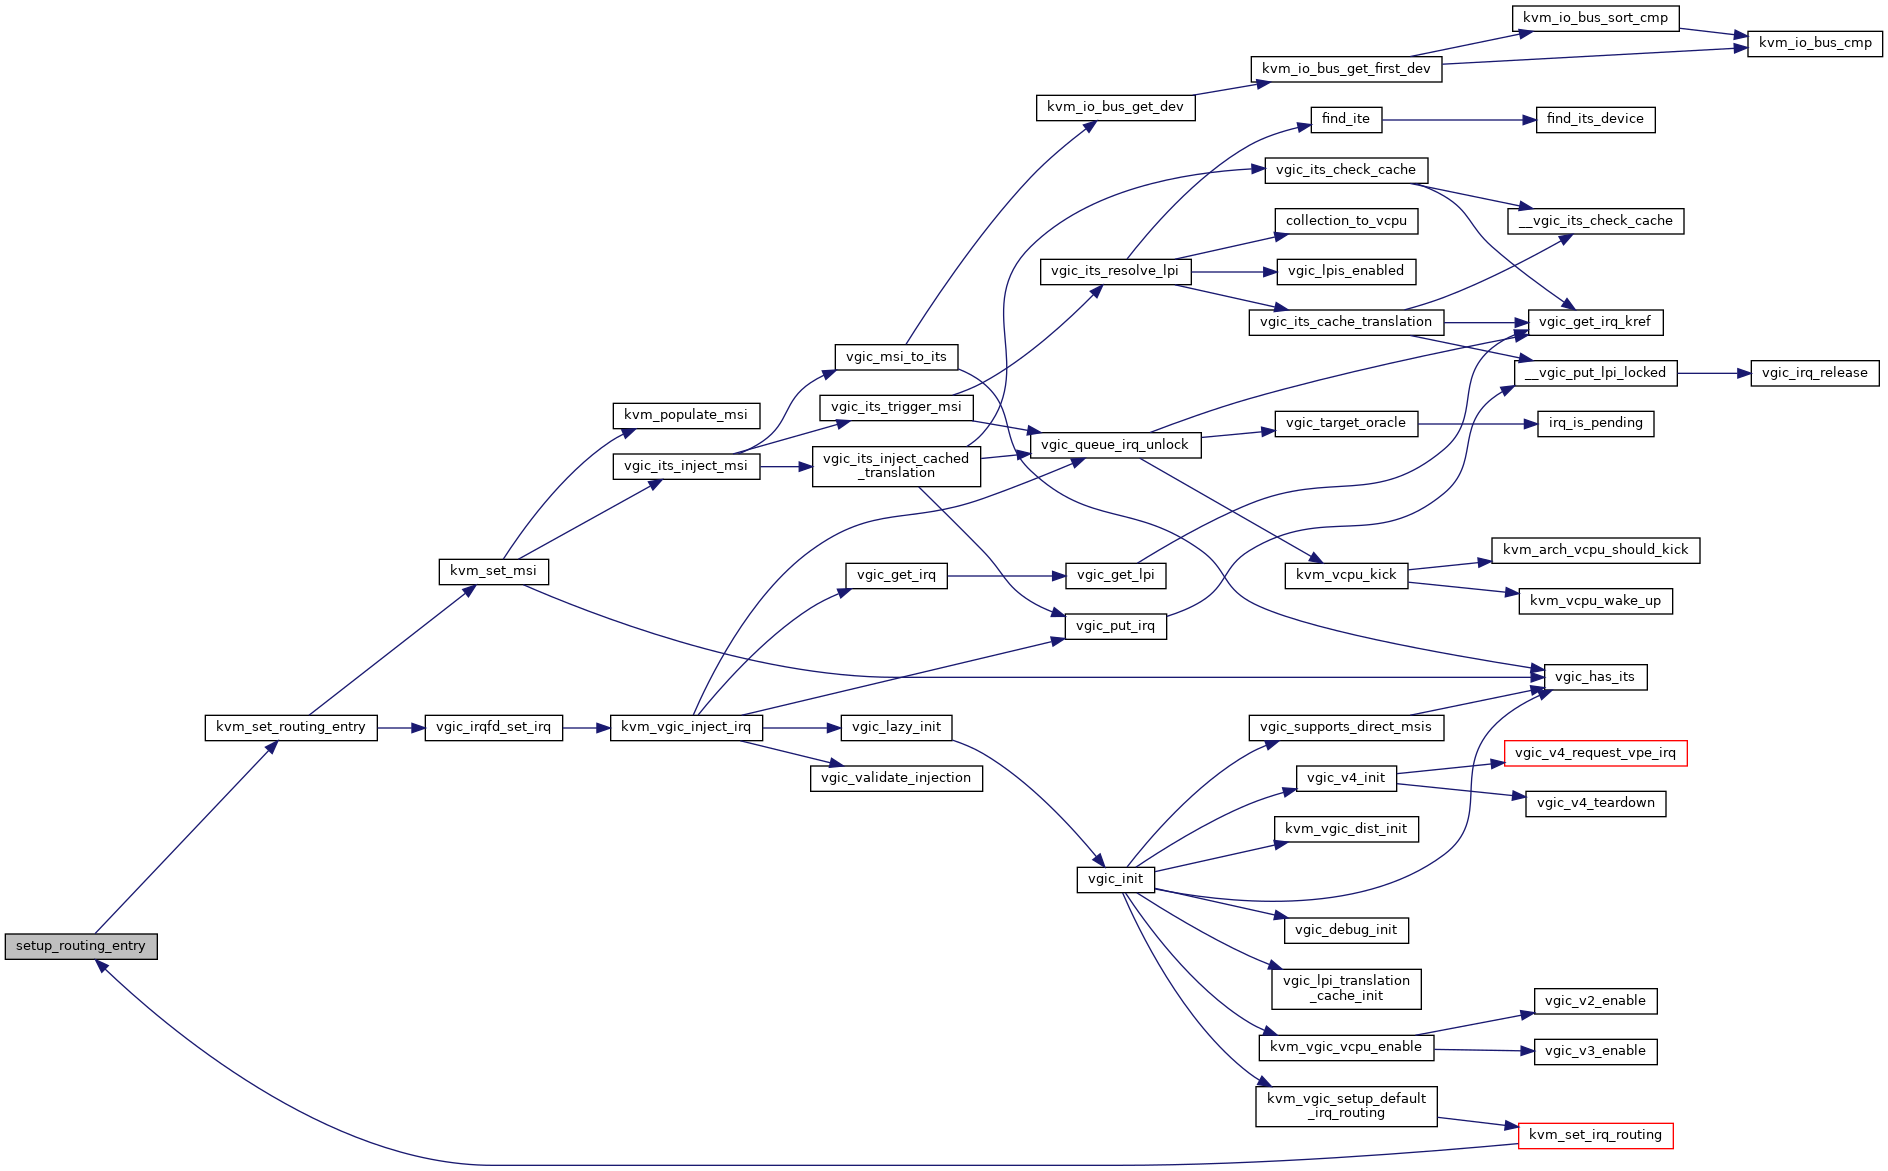 kvm_io_bus_sort_cmp
kvm_io_bus_cmp
kvm_io_bus_get_first_dev
kvm_io_bus_get_dev
find_ite
find_its_device
vgic_its_check_cache
collection_to_vcpu
__vgic_its_check_cache
vgic_its_resolve_lpi
vgic_lpis_enabled
vgic_its_cache_translation
vgic_get_irq_kref
vgic_msi_to_its
__vgic_put_lpi_locked
vgic_irq_release
kvm_populate_msi
vgic_its_trigger_msi
vgic_queue_irq_unlock
vgic_target_oracle
irq_is_pending
vgic_its_inject_msi
vgic_its_inject_cached
_translation
kvm_arch_vcpu_should_kick
kvm_set_msi
vgic_get_irq
vgic_get_lpi
kvm_vcpu_kick
kvm_vcpu_wake_up
vgic_put_irq
vgic_has_its
kvm_set_routing_entry
vgic_irqfd_set_irq
kvm_vgic_inject_irq
vgic_lazy_init
vgic_supports_direct_msis
vgic_v4_request_vpe_irq
vgic_validate_injection
vgic_v4_init
vgic_v4_teardown
kvm_vgic_dist_init
vgic_init
vgic_debug_init
setup_routing_entry
vgic_lpi_translation
_cache_init
vgic_v2_enable
kvm_vgic_vcpu_enable
vgic_v3_enable
kvm_vgic_setup_default
_irq_routing
kvm_set_irq_routing